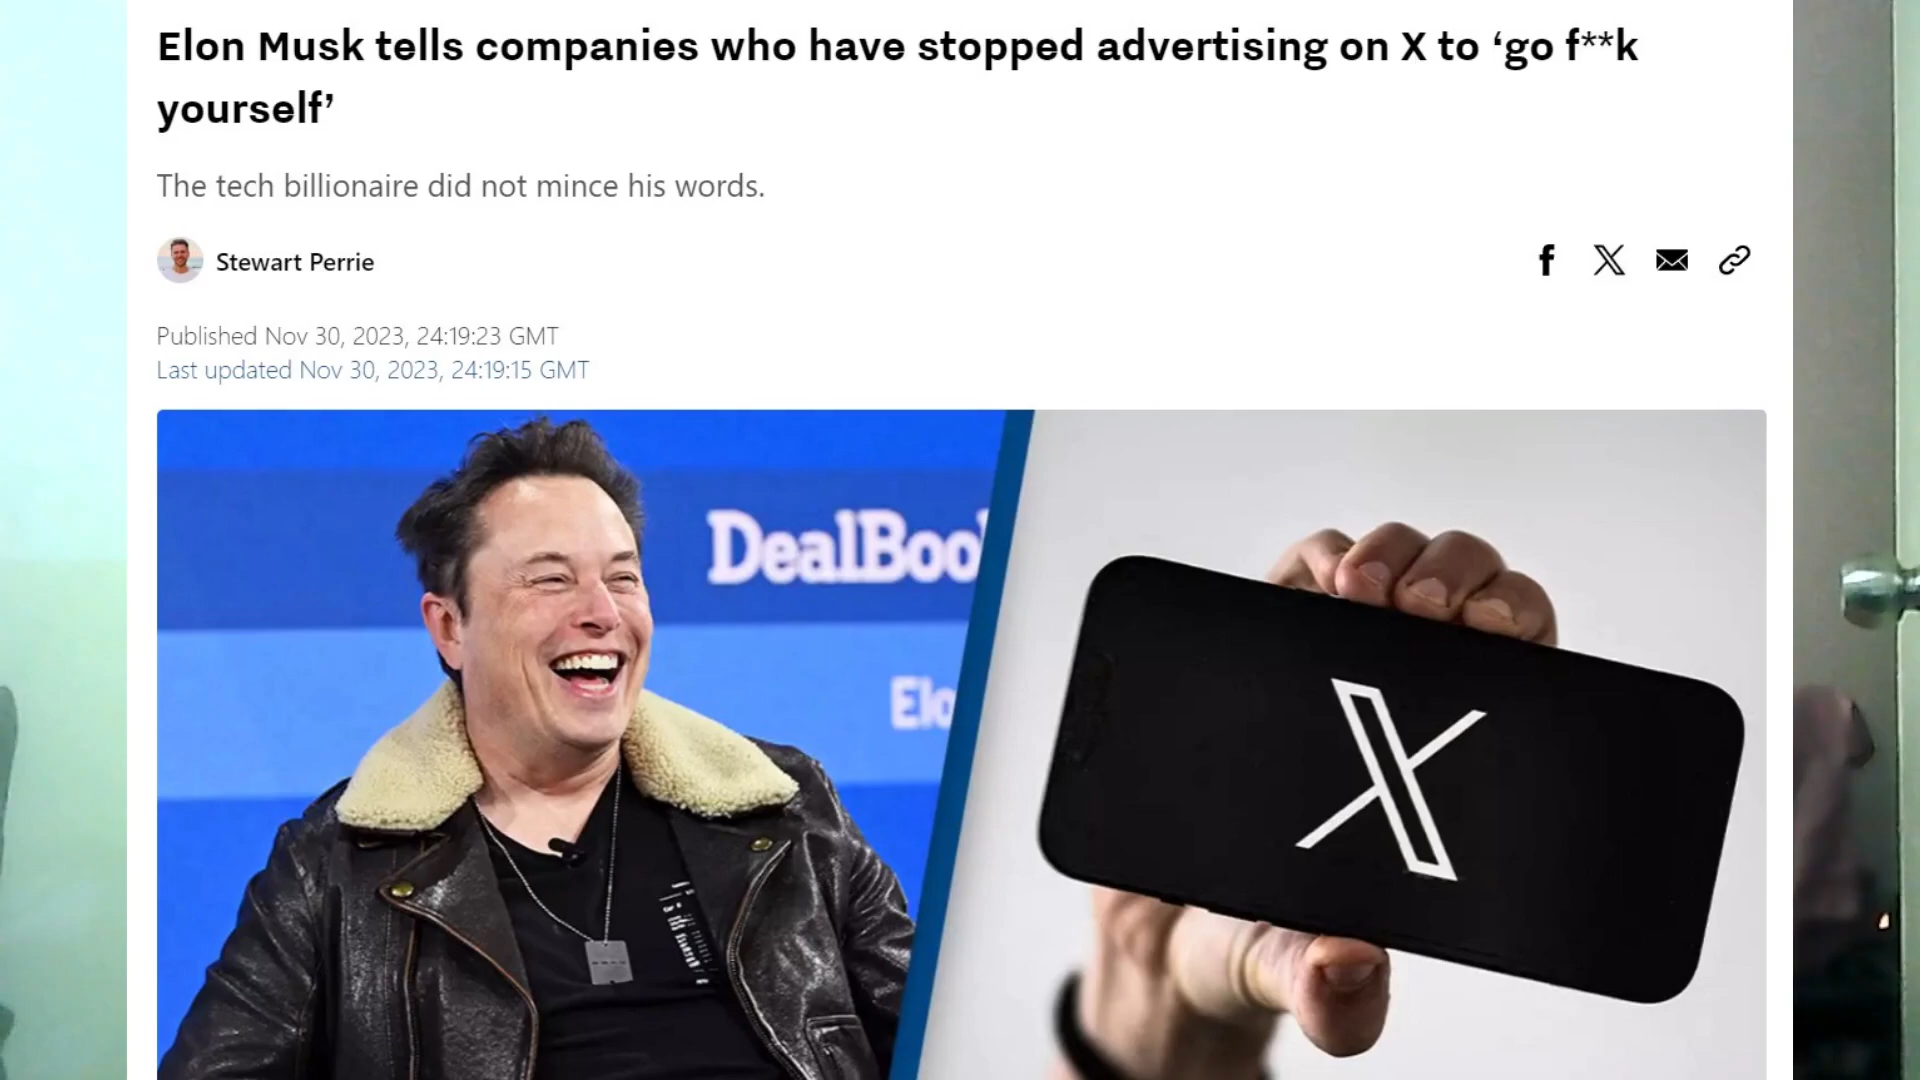 Elon Musk tells companies who have stopped advertising on X to ‘go f**k
yourself’
The tech billionaire did not mince his words.
Stewart Perrie
Published Nov 30, 2023, 24:19:23 GMT
Last updated Nov 30, 2023, 24:19:15 GMT
DealBoo
Elo
X